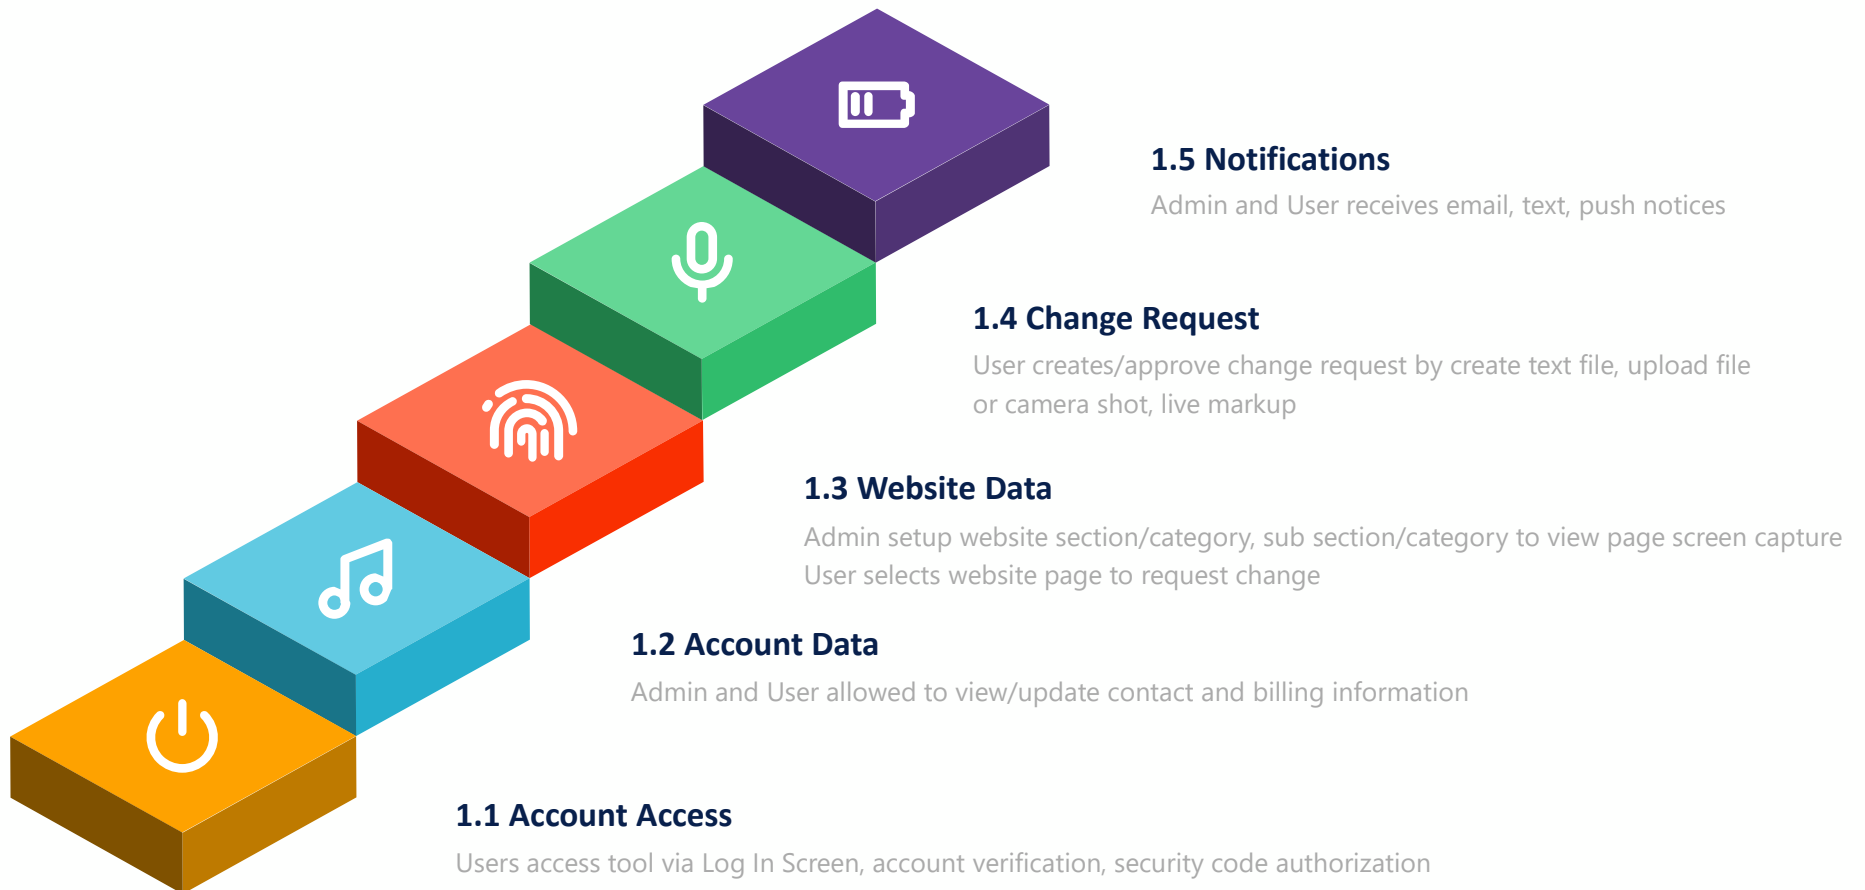 1.5 Notifications
Admin and User receives email, text, push notices
1.4 Change Request
User creates/approve change request by create text file, upload file
or camera shot, live markup
1.3 Website Data
Admin setup website section/category, sub section/category to view page screen capture
User selects website page to request change
1.2 Account Data
Admin and User allowed to view/update contact and billing information
1.1 Account Access
Users access tool via Log In Screen, account verification, security code authorization